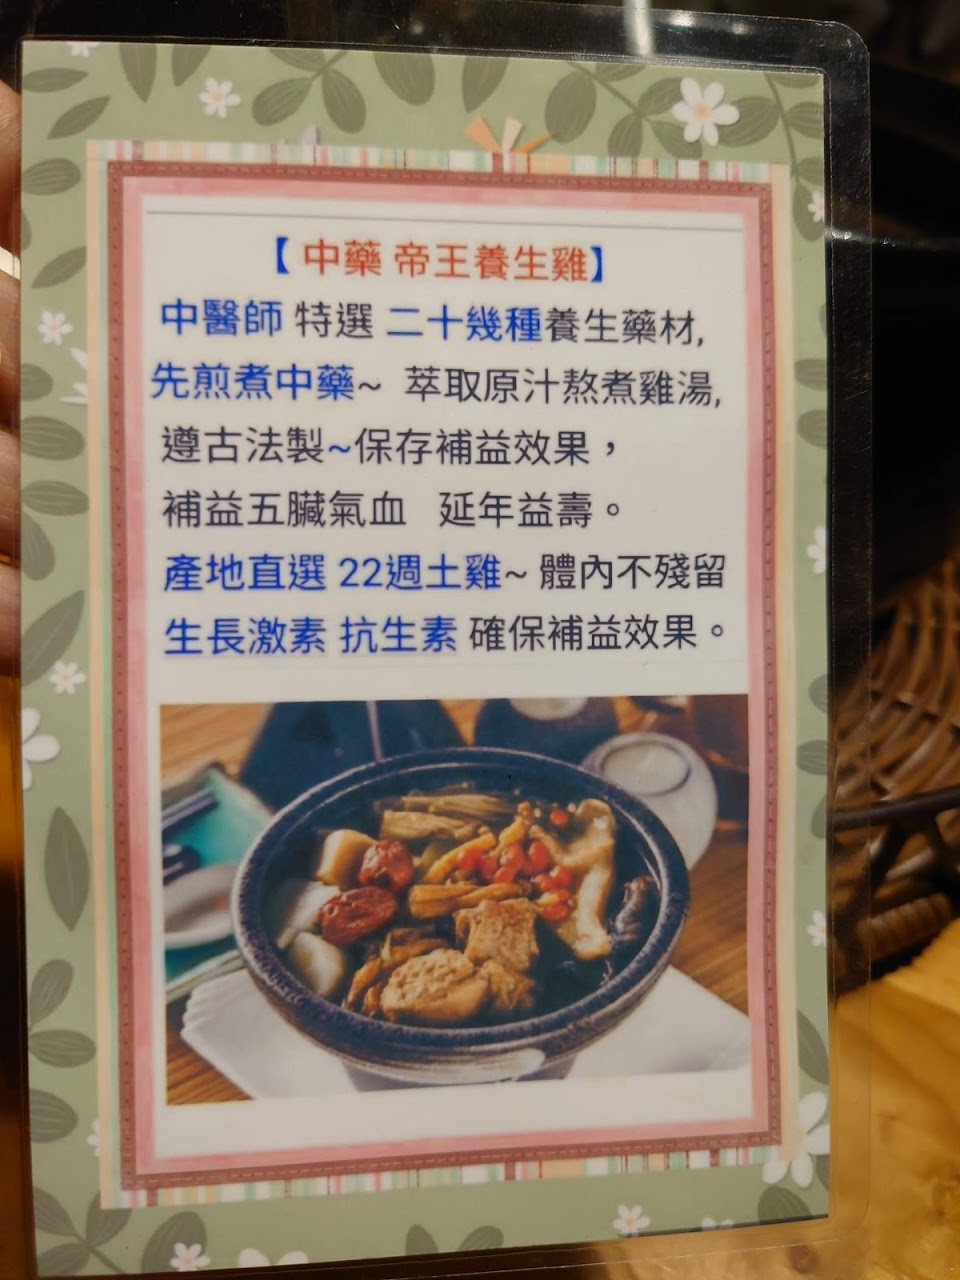 【 中藥 帝王養生雞】
中醫師 特選 二十幾種養生藥材,
先煎煮中藥~ 萃取原汁熬煮雞湯,
遵古法製~保存補益效果，
補益五臟氣血 延年益壽。
產地直選 22週土雞~ 體內不殘留
生長激素 抗生素 確保補益效果。